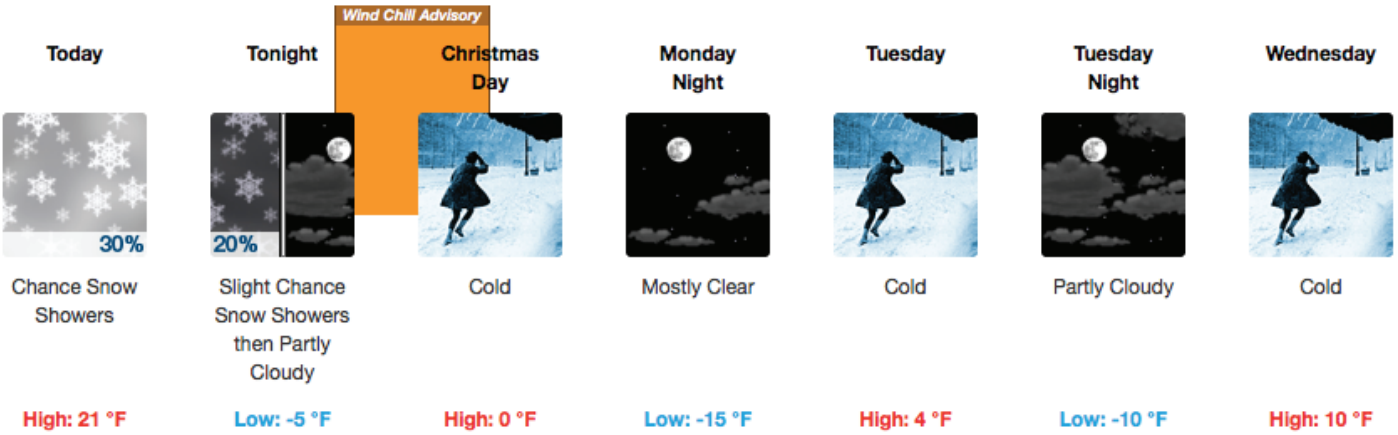 Wind Chill Advisory
Today
Tonight
Christmas
Day
Monday
Night
Tuesday
Tuesday
Night
Wednesday
30%
20%
Chance Snow
Showers
Slight Chance
Snow Showers
then Partly
Cloudy
Cold
Mostly Clear
Cold
Partly Cloudy
Cold
High: 21 °F
Low: -5 °F
High: 0 °F
Low: -15 °F
High: 4 °F
Low: -10 °F
High: 10 °F